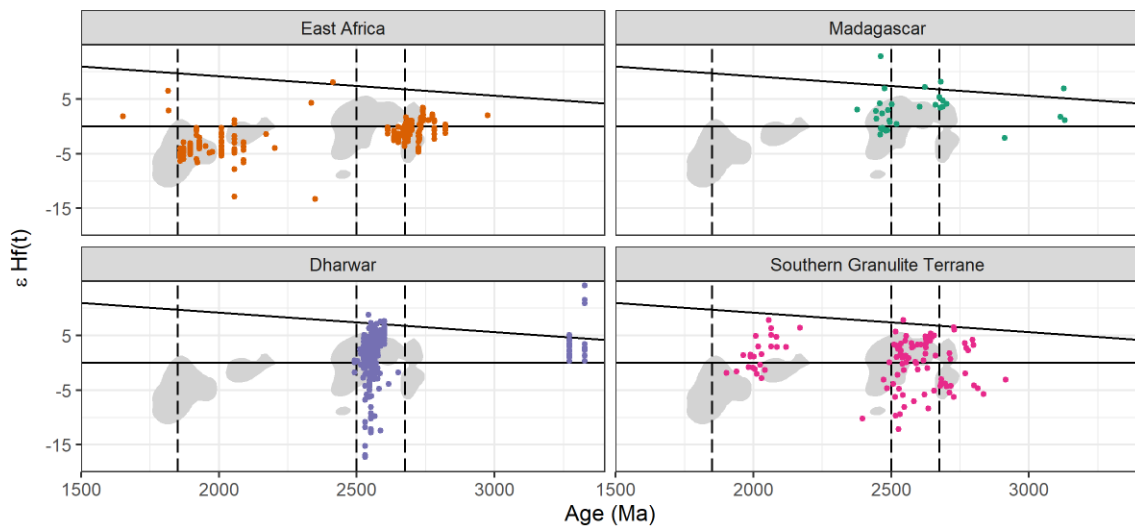 East Africa
Madagascar
5
-5
-15
Dharwar
Southern Granulite Terrane
5
-5
-15
ε Hf(t)
1500 2000 2500 3000 1500 2000 2500 3000
Age (Ma)